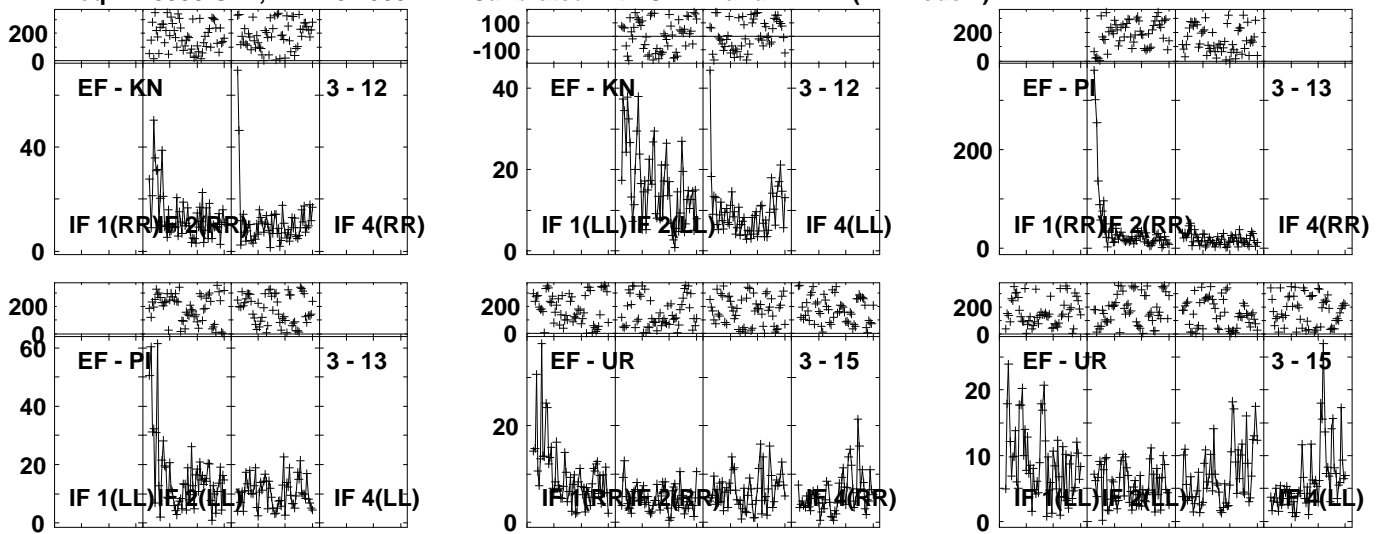 200
0
EF - KN
3 - 12
40
0
IF 1(RR)
IF 2(RR)
IF 4(RR)
100
-100
EF - KN
3 - 12
40
20
0
IF 1(LL)
IF 2(LL)
IF 4(LL)
200
0
EF - PI
3 - 13
200
0
IF 1(RR)
IF 2(RR)
IF 4(RR)
200
0
EF - PI
3 - 13
60
40
20
0
IF 1(LL)
IF 2(LL)
IF 4(LL)
200
0
EF - UR
3 - 15
20
0
IF 1(RR)
IF 2(RR)
IF 4(RR)
200
0
EF - UR
3 - 15
20
10
0
IF 1(LL)
IF 2(LL)
IF 4(LL)